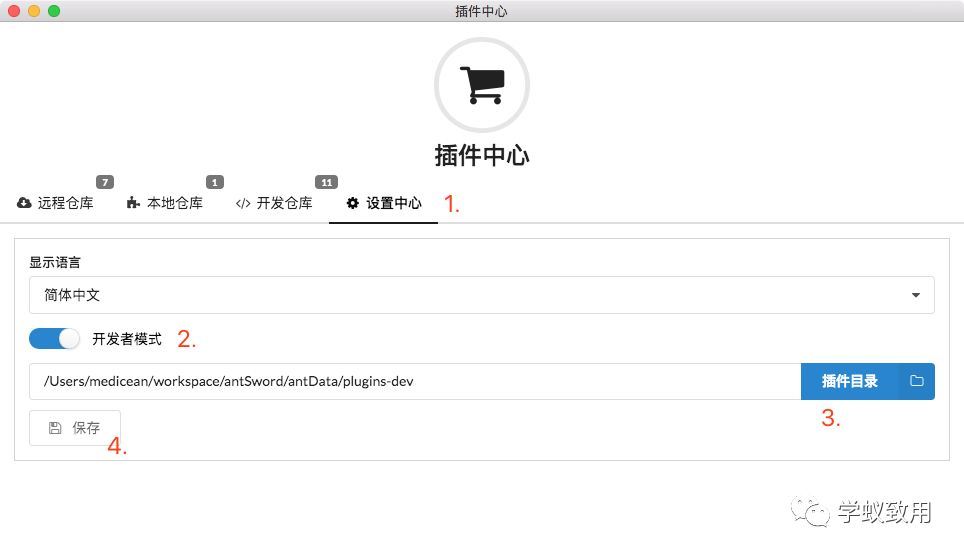 插件中心
插件中心
7 1 11
远程仓库 本地仓库 </> 开发仓库 设置中心 1.
显示语言
简体中文
开发者模式 2.
/Users/medicean/workspace/antSword/antData/plugins-dev 插件目录
3.
保存
4.
学蚁致用